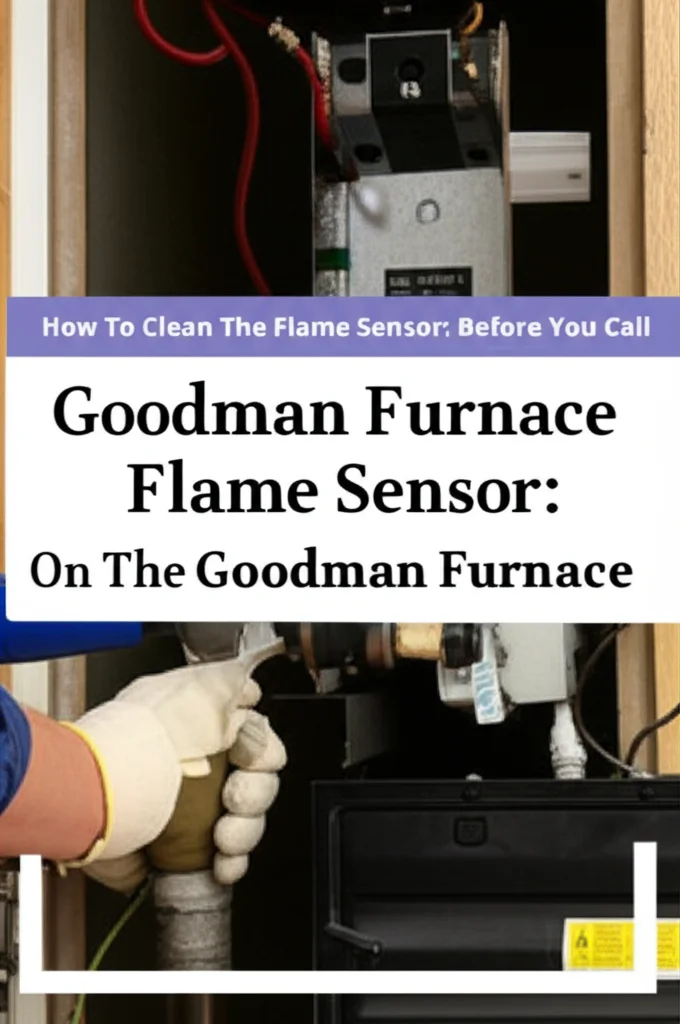 How To Clean The Flame Sensor: Before You Call
Goodman Furnace
Flame Sensor:
On The Goodman Furnace